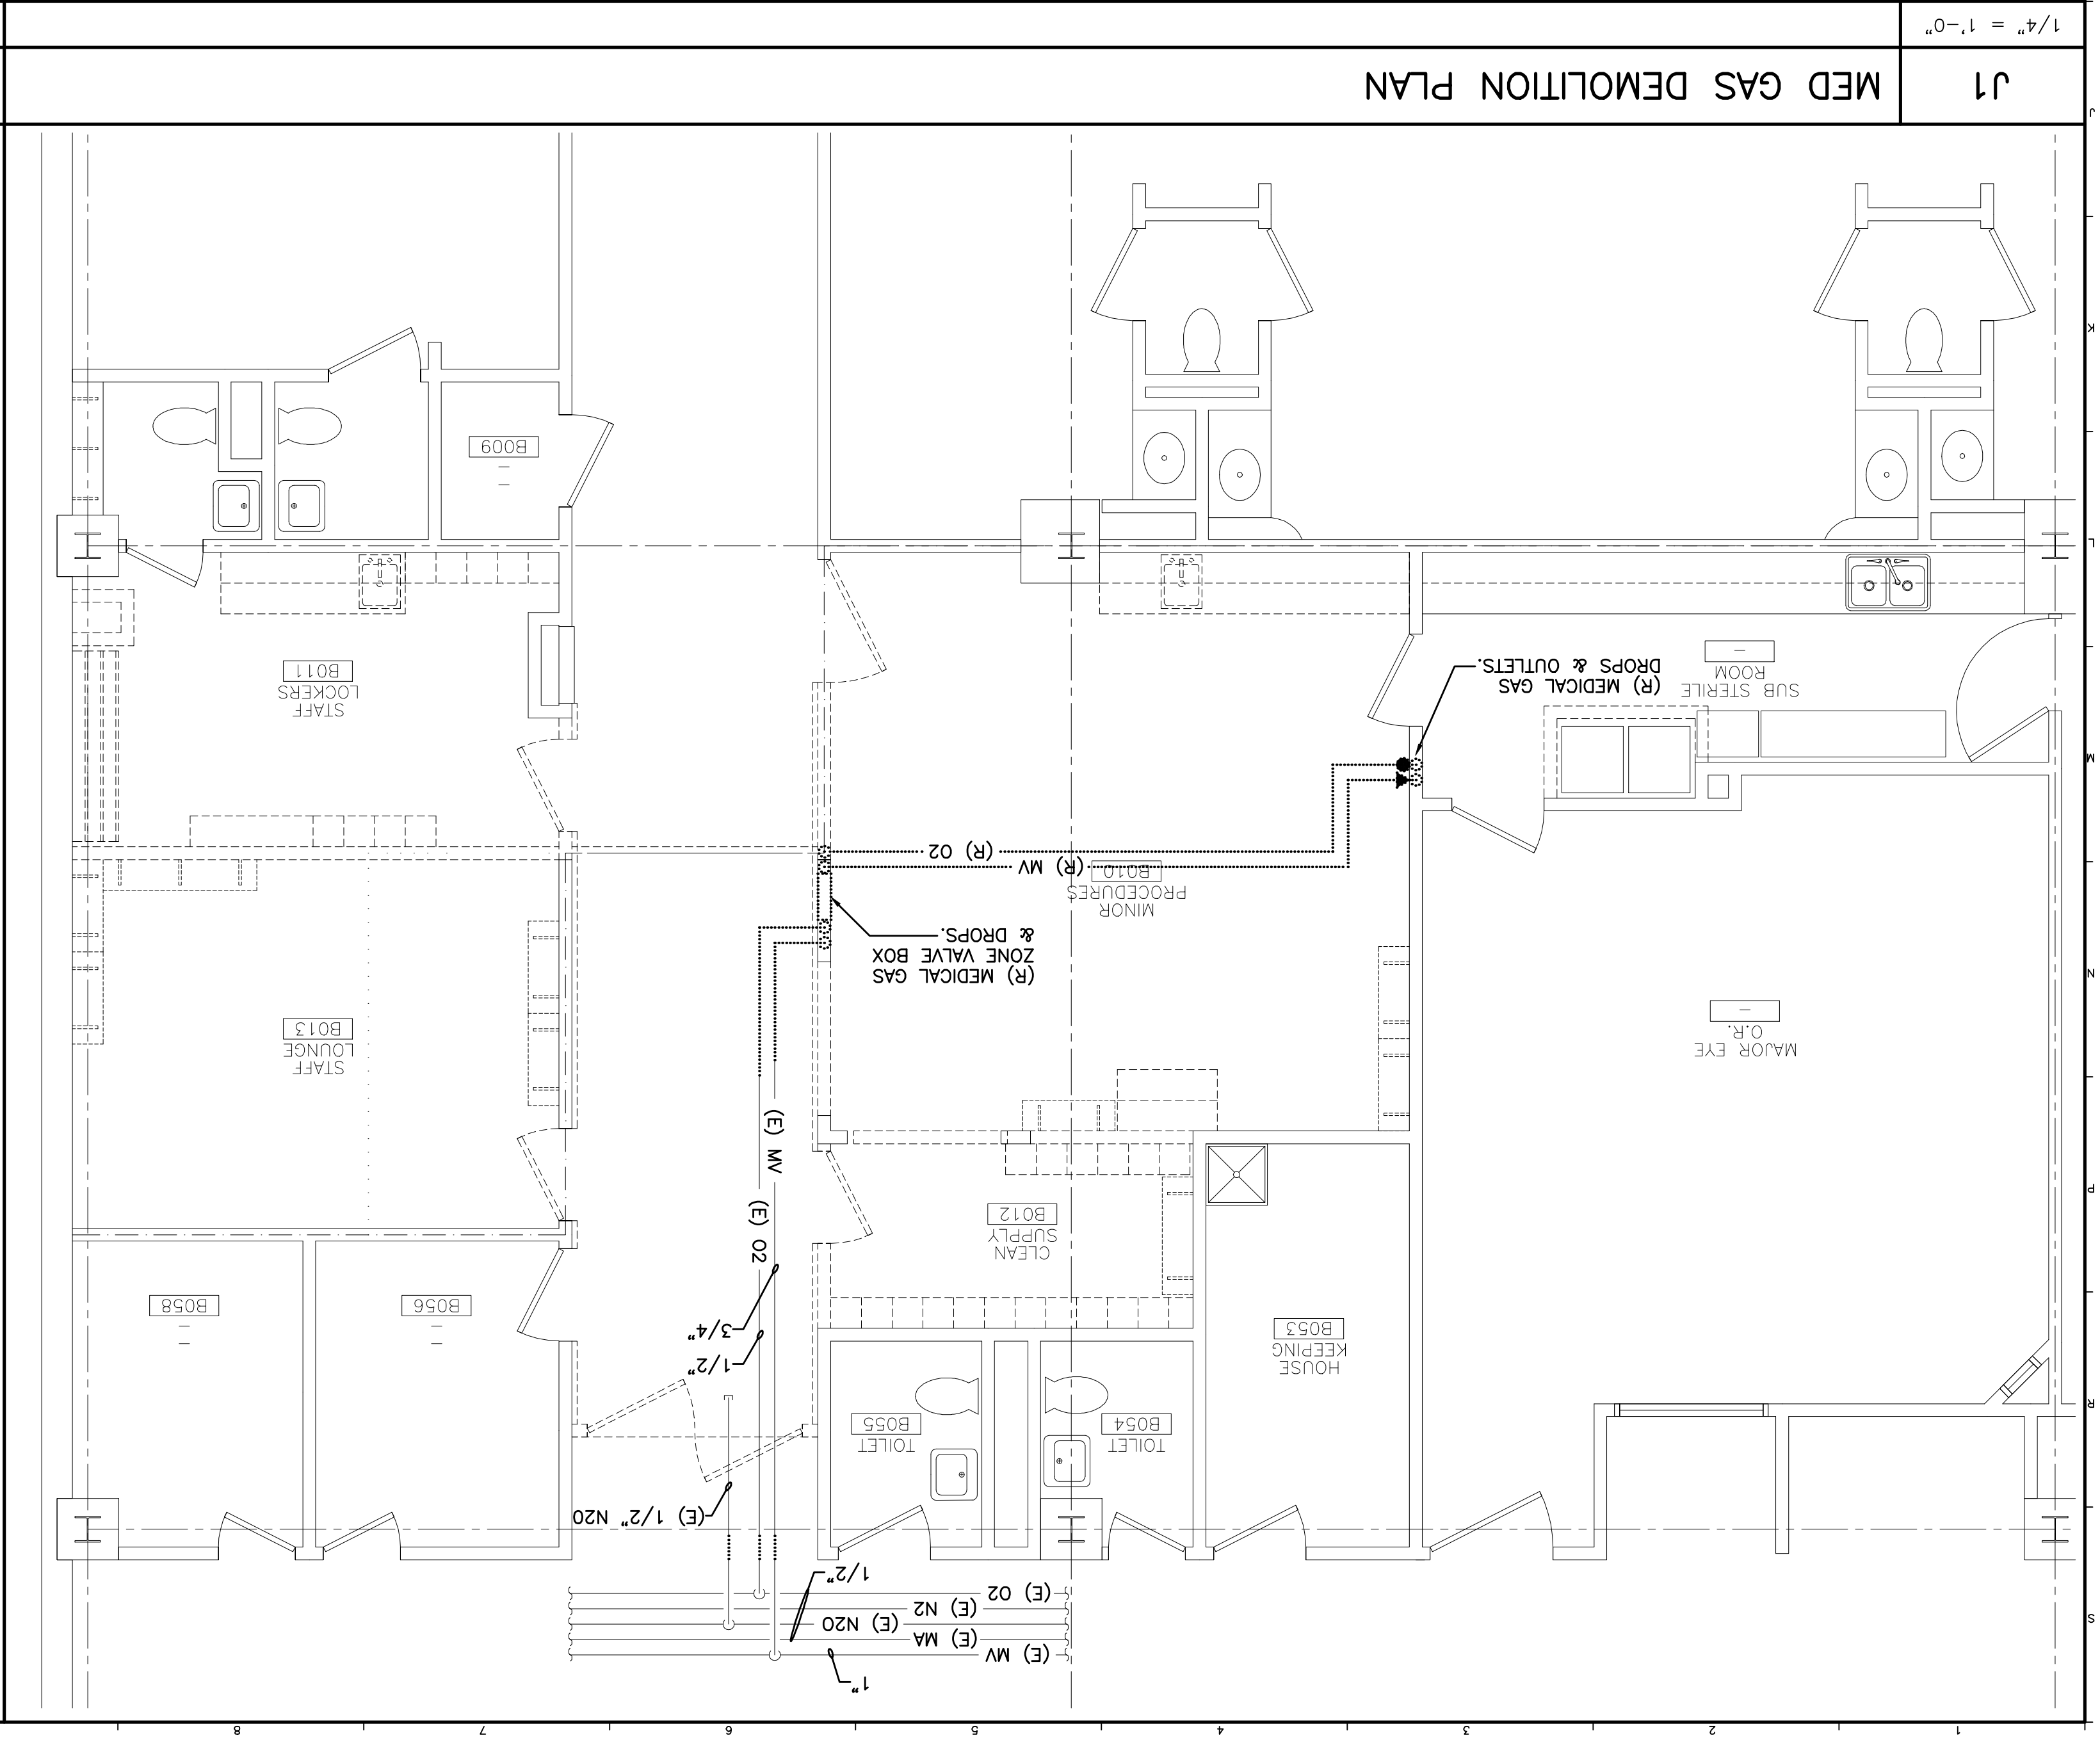 1 2 3 4 5 6 7 8
1"
(E) MV
(E) MA
(E) N2O
(E) N2
(E) O2
1/2"
S
(E) 1/2" N2O
TOILET
B054
TOILET
B055
R
HOUSE
KEEPING
B053
1/2"
3/4"
–
–
B056
–
–
B058
CLEAN
SUPPLY
B012
(E) O2
(E) MV
P
MAJOR EYE
O.R.
–
STAFF
LOUNGE
B013
N
(R) MEDICAL GAS
ZONE VALVE BOX
& DROPS.
MINOR
PROCEDURES
B010
(R) MV
(R) O2
M
SUB STERILE
ROOM
–
(R) MEDICAL GAS
DROPS & OUTLETS.
STAFF
LOCKERS
B011
L
–
–
B009
K
J
J1
MED GAS DEMOLITION PLAN
1/4" = 1'-0"